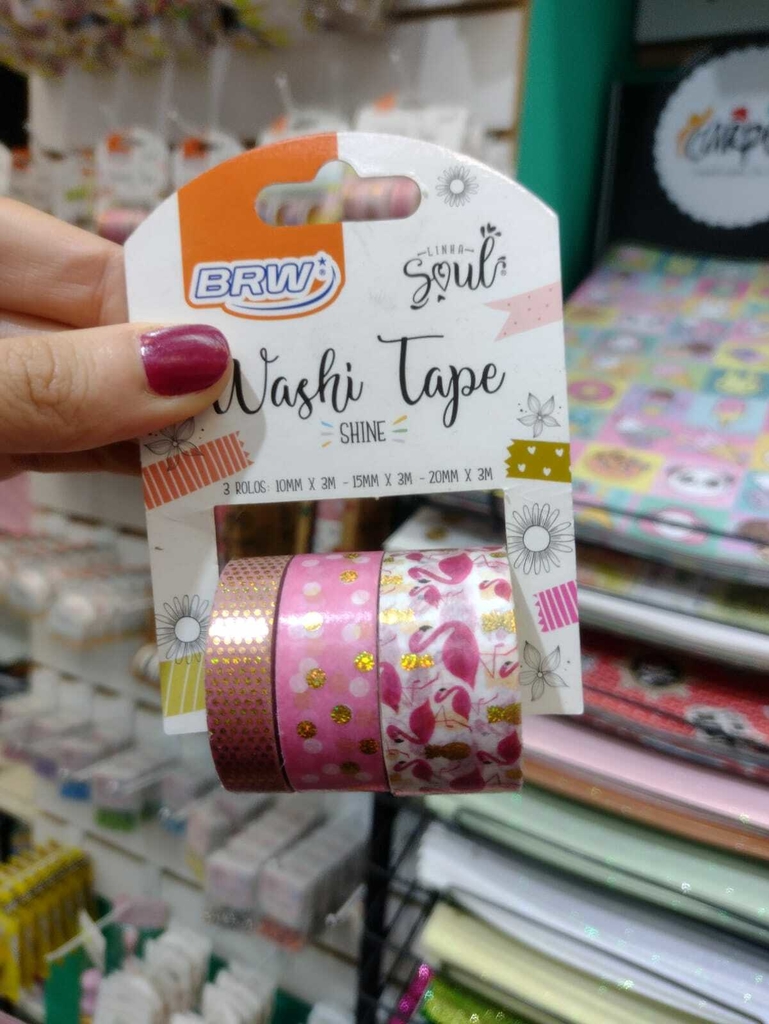 BRW
LINHA
Soul
Washi Tape
SHINE
3 ROLOS: 10MM X 3M - 15MM X 3M - 20MM X 3M